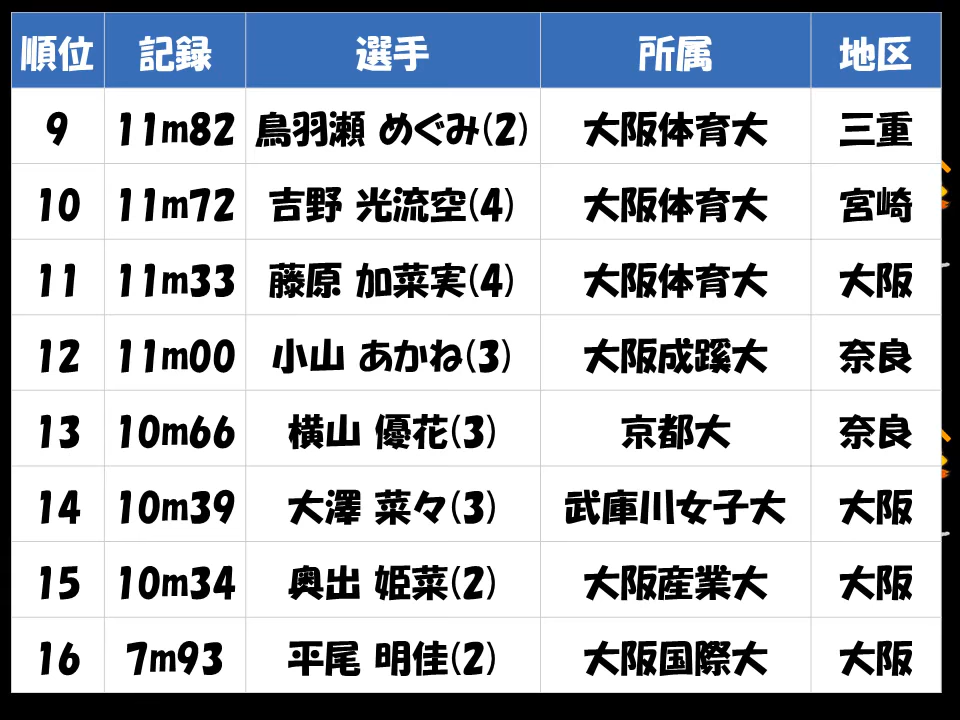 順位 記録 選手 所属 地区
9 11m82 鳥羽瀬 めぐみ(2) 大阪体育大 三重
10 11m72 吉野 光流空(4) 大阪体育大 宮崎
11 11m33 藤原 加菜実(4) 大阪体育大 大阪
12 11m00 小山 あかね(3) 大阪成蹊大 奈良
13 10m66 横山 優花(3) 京都大 奈良
14 10m39 大澤 菜々(3) 武庫川女子大 大阪
15 10m34 奥出 姫菜(2) 大阪産業大 大阪
16 7m93 平尾 明佳(2) 大阪国際大 大阪